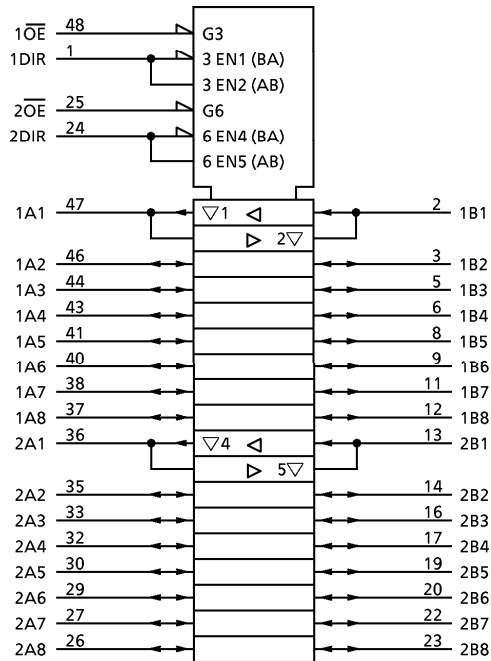 1O̅E̅ 48 G3
1DIR 1 3 EN1 (BA)
3 EN2 (AB)
2O̅E̅ 25 G6
2DIR 24 6 EN4 (BA)
6 EN5 (AB)
1A1 47 ▽1 ◁ 2 1B1
▷ 2▽
1A2 46 3 1B2
1A3 44 5 1B3
1A4 43 6 1B4
1A5 41 8 1B5
1A6 40 9 1B6
1A7 38 11 1B7
1A8 37 12 1B8
2A1 36 ▽4 ◁ 13 2B1
▷ 5▽
2A2 35 14 2B2
2A3 33 16 2B3
2A4 32 17 2B4
2A5 30 19 2B5
2A6 29 20 2B6
2A7 27 22 2B7
2A8 26 23 2B8